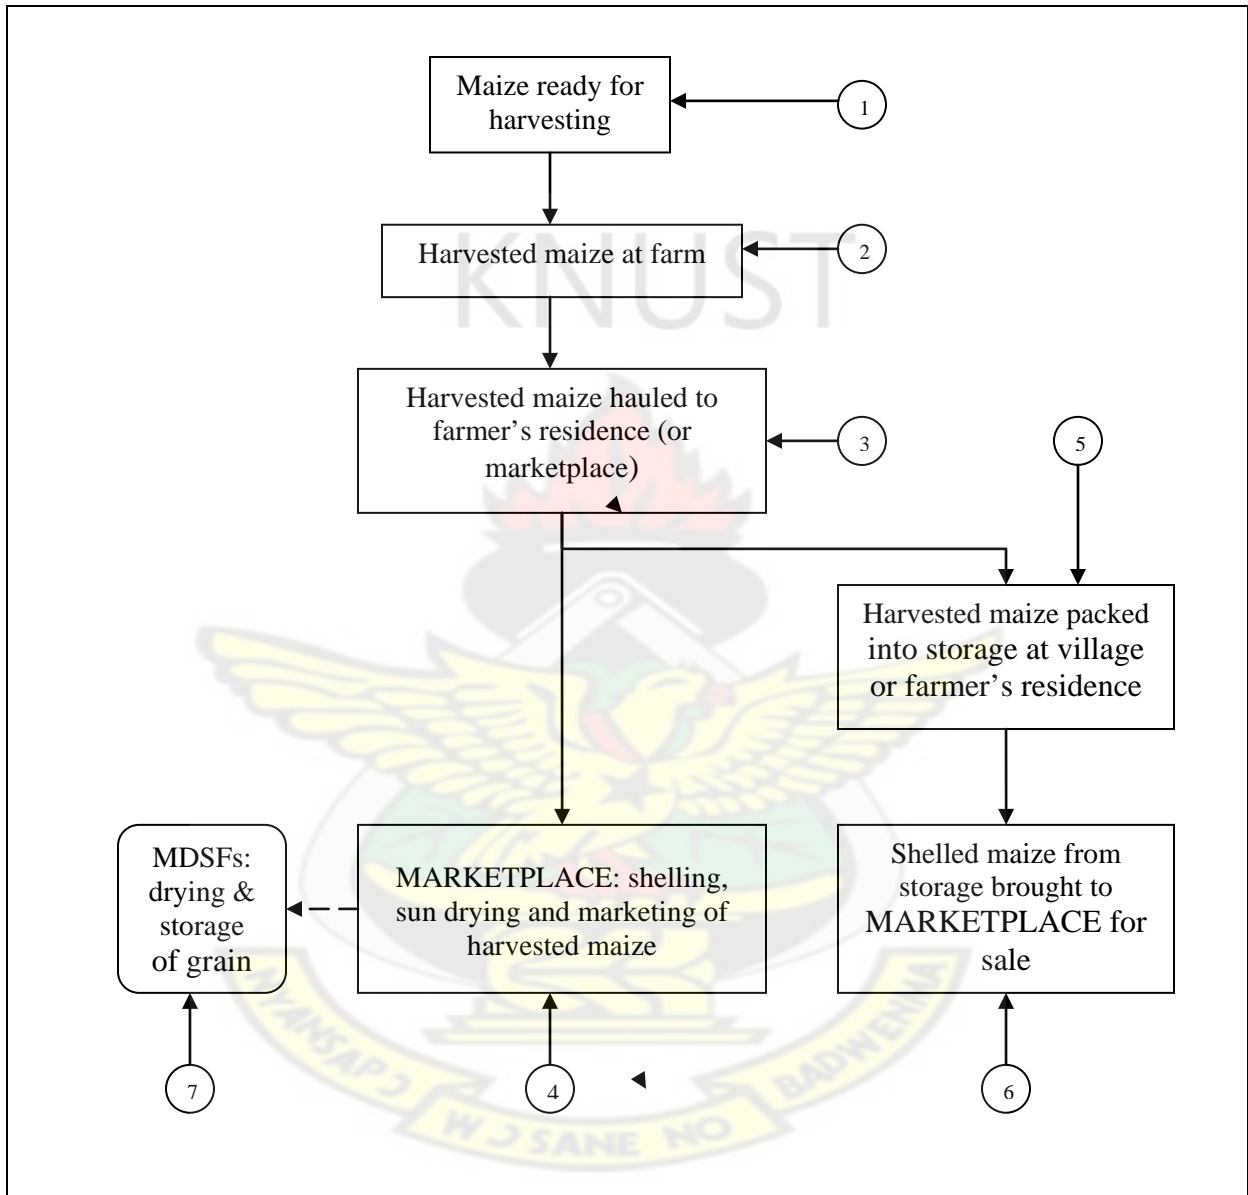 Maize ready for
harvesting
1
KNUST
Harvested maize at farm
2
Harvested maize hauled to
farmer’s residence (or
marketplace)
3
5
Harvested maize packed
into storage at village
or farmer’s residence
MDSFs:
drying &
storage
of grain
MARKETPLACE: shelling,
sun drying and marketing of
harvested maize
Shelled maize from
storage brought to
MARKETPLACE for
sale
7
4
6
NYANSAPƆ
WƆSANE NO
BADWENMA